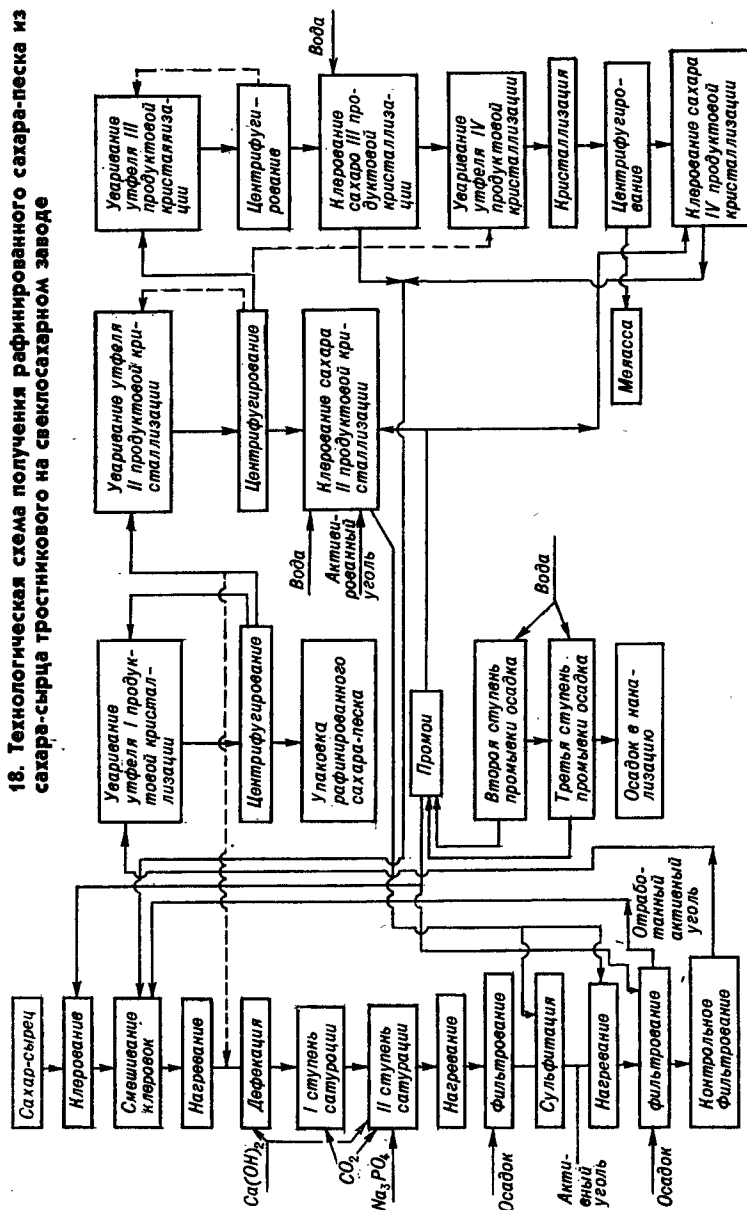 18. Технологическая схема получения рафинированного сахара-песка из
сахара-сырца тростникового на свеклосахарном заводе
Сахар-сырец
Клерование
Смешивание
клеровок
Нагревание
Дефекация
Ca(OH)2
I ступень
сатурации
CO2
II ступень
сатурации
Na3PO4
Нагревание
Фильтрование
Осадок
Сульфитация
Акти-
вный
уголь
Нагревание
Фильтрование
Осадок
Контрольное
фильтрование
Отрабо-
танный
активный
уголь
Уваривание
утфеля I продук-
товой кристал-
лизации
Центрифугирование
Упаковка
рафинированного
сахара-песка
Промои
Вода
Вторая ступень
промывки осадка
Третья ступень
промывки осадка
Осадок в кана-
лизацию
Уваривание утфеля
II продуктовой кри-
сталлизации
Центрифугирование
Вода
Активи-
рованный
уголь
Клерование сахара
II продуктовой кри-
сталлизации
Уваривание
утфеля III
продуктовой
кристаллиза-
ции
Центрифуги-
рование
Вода
Клерование
сахара III про-
дуктовой
кристаллиза-
ции
Уваривание
утфеля IV
продуктовой
кристаллизации
Кристаллизация
Центрифугиро-
вание
Меласса
Клерование сахара
IV продуктовой
кристаллизации